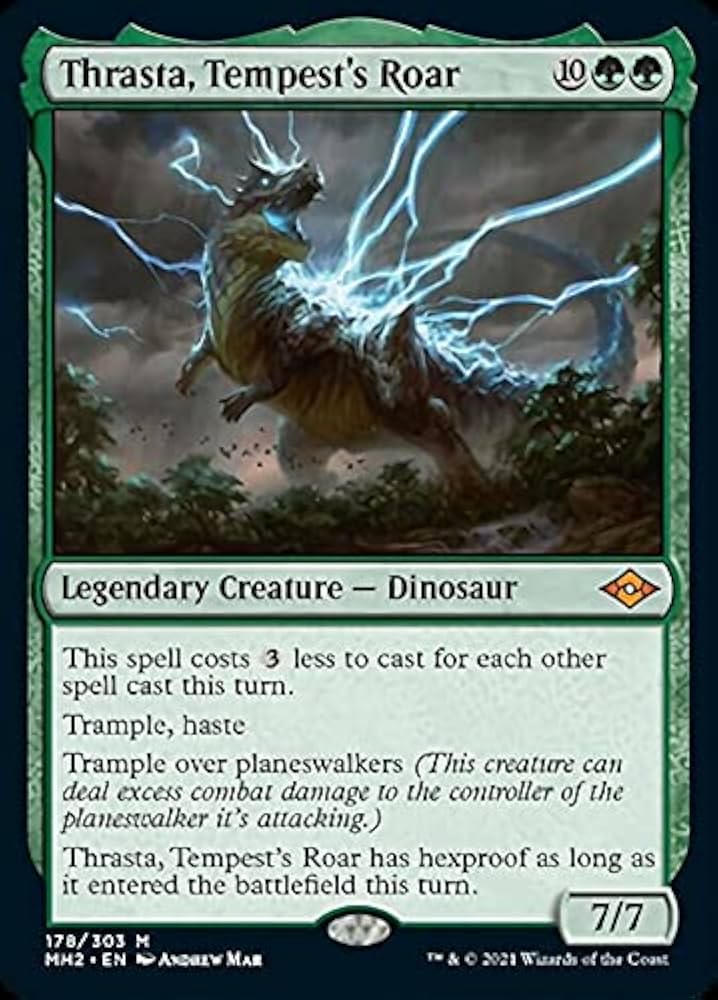 Thrasta, Tempest's Roar 10
Legendary Creature — Dinosaur
This spell costs 3 less to cast for each other
spell cast this turn.
Trample, haste
Trample over planeswalkers (This creature can
deal excess combat damage to the controller of the
planeswalker it's attacking.)
Thrasta, Tempest's Roar has hexproof as long as
it entered the battlefield this turn.
7/7
178/303 M
MH2 • EN Andrew Mar
™ & © 2021 Wizards of the Coast